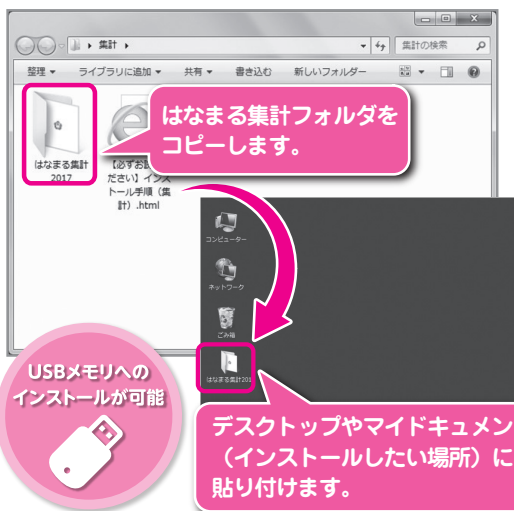 集計
集計の検索
整理 ライブラリに追加 共有 書き込む 新しいフォルダー
はなまる集計フォルダを
コピーします。
はなまる集計
2017
【必ずお
ださい】インス
トール手順(集
計).html
コンピューター
ネットワーク
ごみ箱
はなまる集計201
USBメモリへの
インストールが可能
デスクトップやマイドキュメン
(インストールしたい場所)に
貼り付けます。